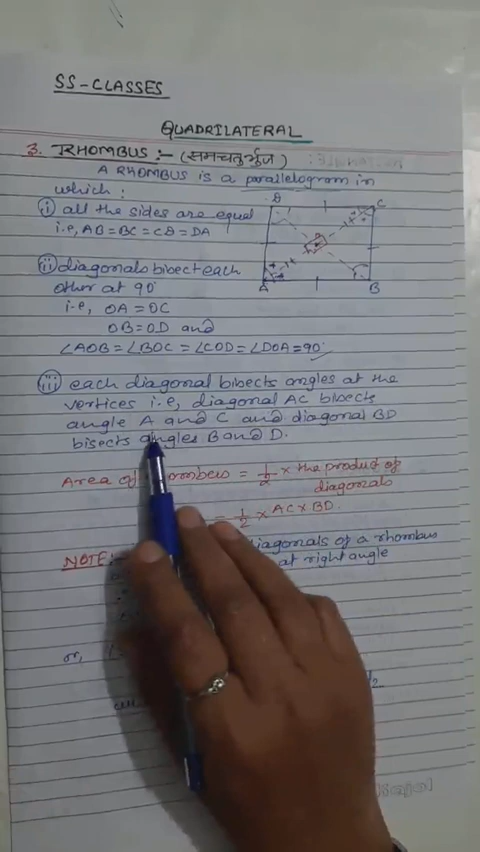 SS-CLASSES
QUADRILATERAL
3. RHOMBUS :- (समचतुर्भुज)
A RHOMBUS is a parallelogram in
which :
(i) all the sides are equal
i.e, AB = BC = CD = DA
D C
O
A B
(ii) diagonals bisect each
other at 90°
i.e, OA = OC
OB = OD and
∠AOB = ∠BOC = ∠COD = ∠DOA = 90°
(iii) each diagonal bibects angles at the
vertices i.e, diagonal AC bisects
angle A and C and diagonal BD
bisects angles B and D.
Area of rhombus = 1/2 × the product of
diagonals
= 1/2 × AC × BD.
NOTE:- diagonals of a rhombus
at right angle
or,